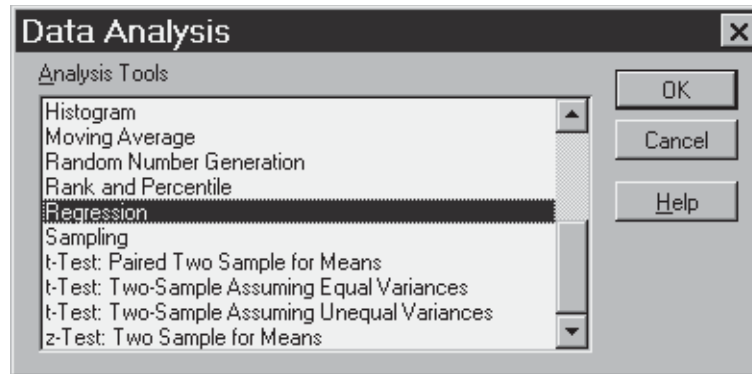 Data Analysis
Analysis Tools
Histogram
Moving Average
Random Number Generation
Rank and Percentile
Regression
Sampling
t-Test: Paired Two Sample for Means
t-Test: Two-Sample Assuming Equal Variances
t-Test: Two-Sample Assuming Unequal Variances
z-Test: Two Sample for Means
OK
Cancel
Help